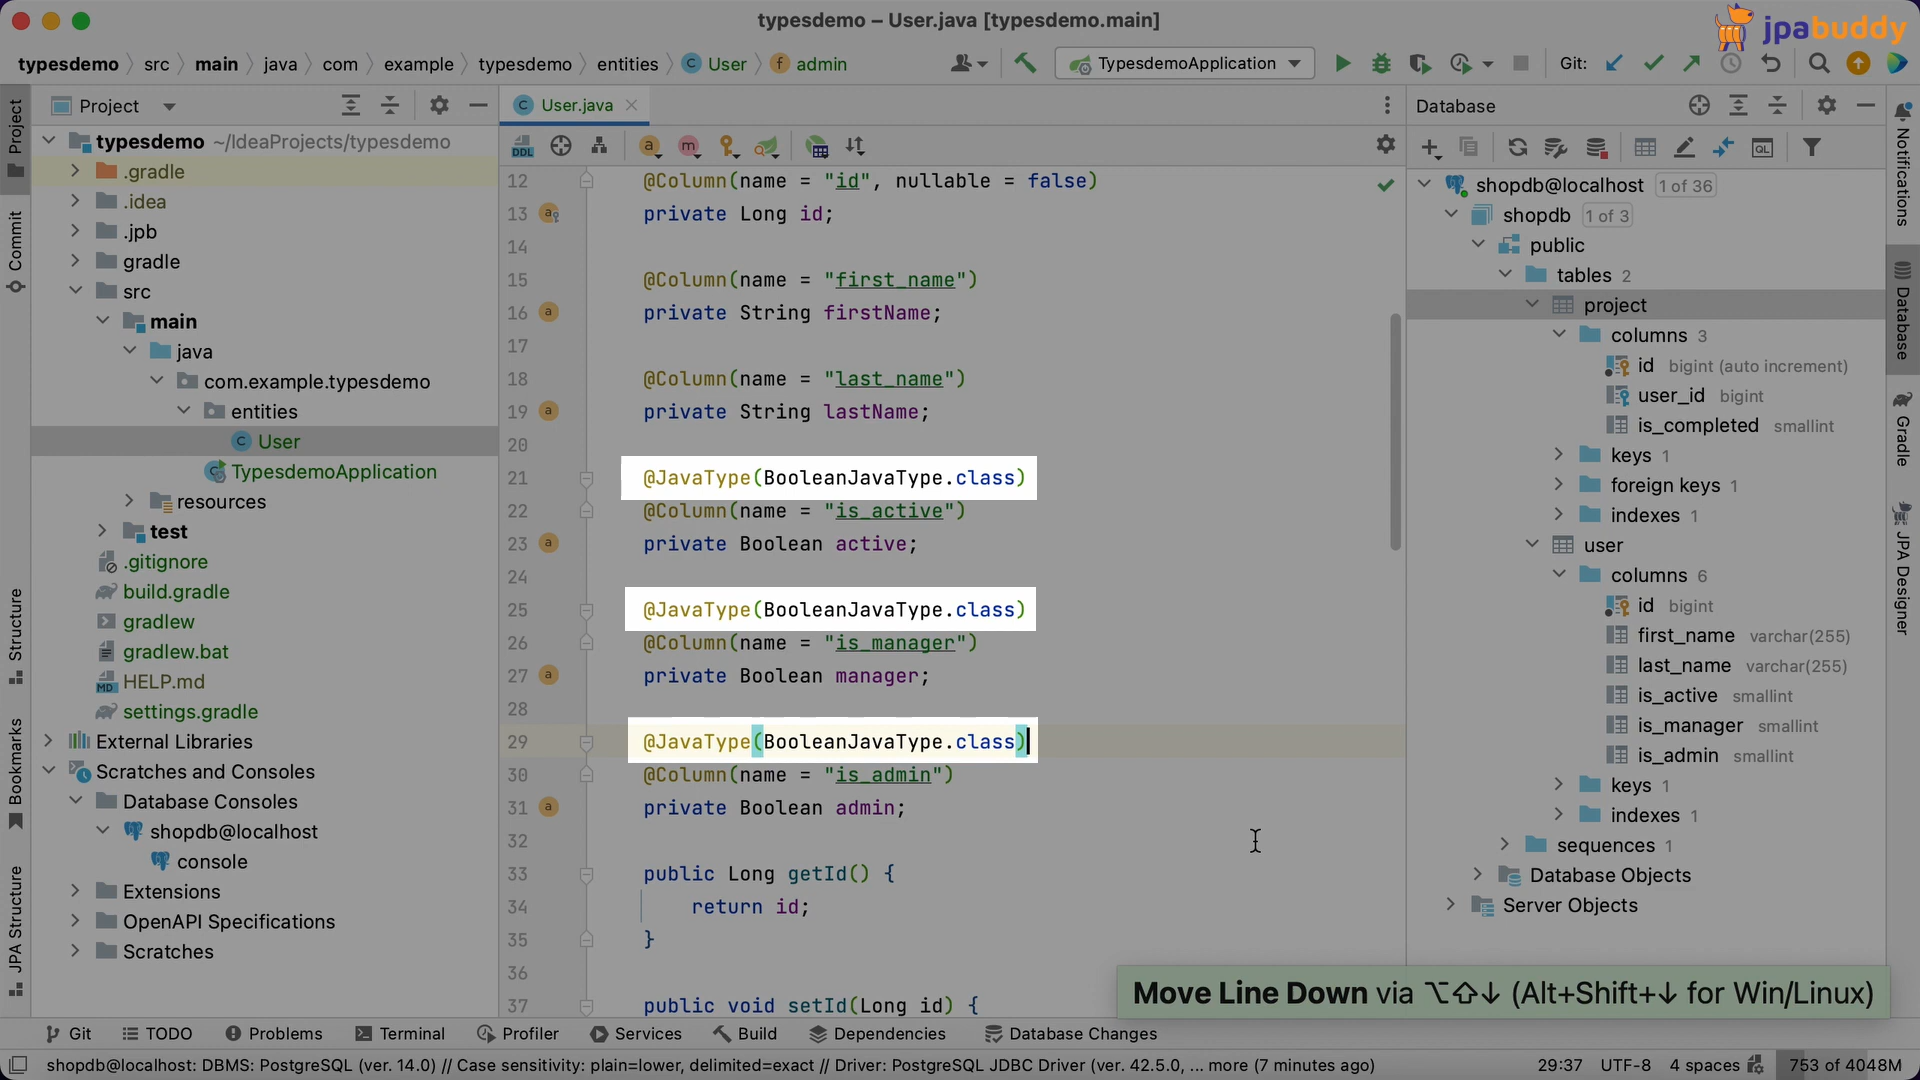 typesdemo – User.java [typesdemo.main]
jpabuddy
typesdemo src main java com example typesdemo entities C User f admin
TypesdemoApplication
Git:
Project
User.java
Database
DDL
a
m
QL
Project
Commit
Structure
Bookmarks
JPA Structure
typesdemo ~/IdeaProjects/typesdemo
.gradle
.idea
.jpb
gradle
src
main
java
com.example.typesdemo
entities
C User
TypesdemoApplication
resources
test
.gitignore
build.gradle
gradlew
gradlew.bat
MD HELP.md
settings.gradle
External Libraries
Scratches and Consoles
Database Consoles
shopdb@localhost
console
Extensions
OpenAPI Specifications
Scratches
12 @Column(name = "id", nullable = false)
13 private Long id;
14
15 @Column(name = "first_name")
16 private String firstName;
17
18 @Column(name = "last_name")
19 private String lastName;
20
21 @JavaType(BooleanJavaType.class)
22 @Column(name = "is_active")
23 private Boolean active;
24
25 @JavaType(BooleanJavaType.class)
26 @Column(name = "is_manager")
27 private Boolean manager;
28
29 @JavaType(BooleanJavaType.class)
30 @Column(name = "is_admin")
31 private Boolean admin;
32
33 public Long getId() {
34 return id;
35 }
36
37 public void setId(Long id) {
shopdb@localhost 1 of 36
shopdb 1 of 3
public
tables 2
project
columns 3
id bigint (auto increment)
user_id bigint
is_completed smallint
keys 1
foreign keys 1
indexes 1
user
columns 6
id bigint
first_name varchar(255)
last_name varchar(255)
is_active smallint
is_manager smallint
is_admin smallint
keys 1
indexes 1
sequences 1
Database Objects
Server Objects
Notifications
Database
Gradle
JPA Designer
Move Line Down via ⌥⇧↓ (Alt+Shift+↓ for Win/Linux)
Git TODO Problems Terminal Profiler Services Build Dependencies Database Changes
shopdb@localhost: DBMS: PostgreSQL (ver. 14.0) // Case sensitivity: plain=lower, delimited=exact // Driver: PostgreSQL JDBC Driver (ver. 42.5.0, ... more (7 minutes ago) 29:37 UTF-8 4 spaces 753 of 4048M